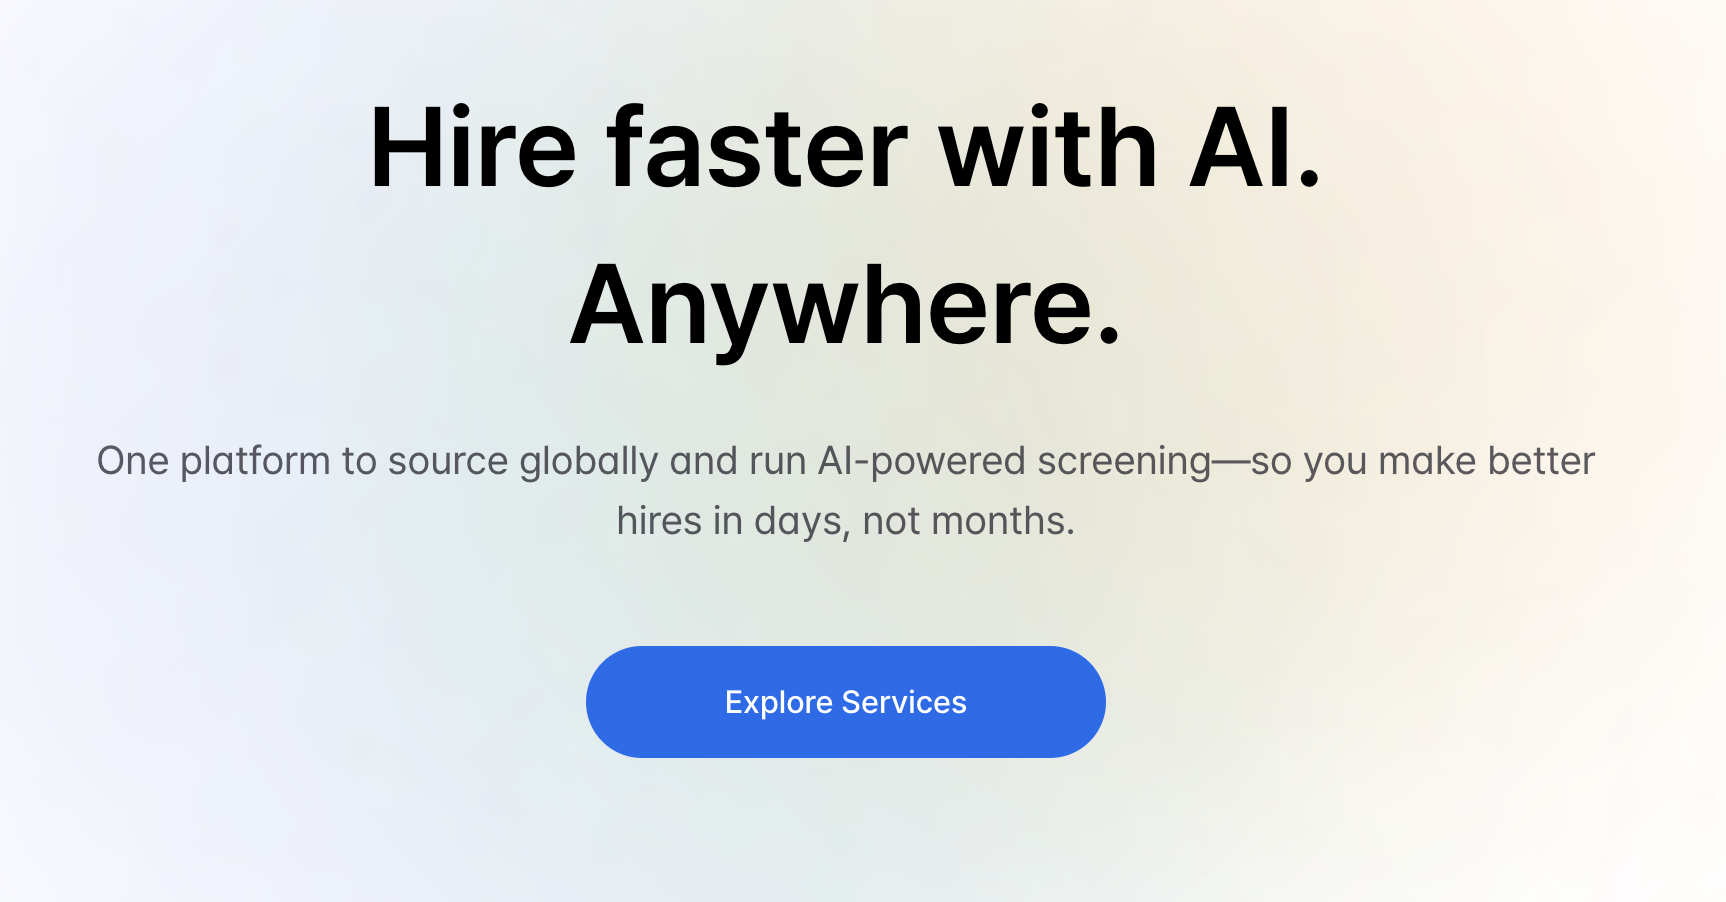 Hire faster with AI.
Anywhere.
One platform to source globally and run AI-powered screening—so you make better
hires in days, not months.
Explore Services